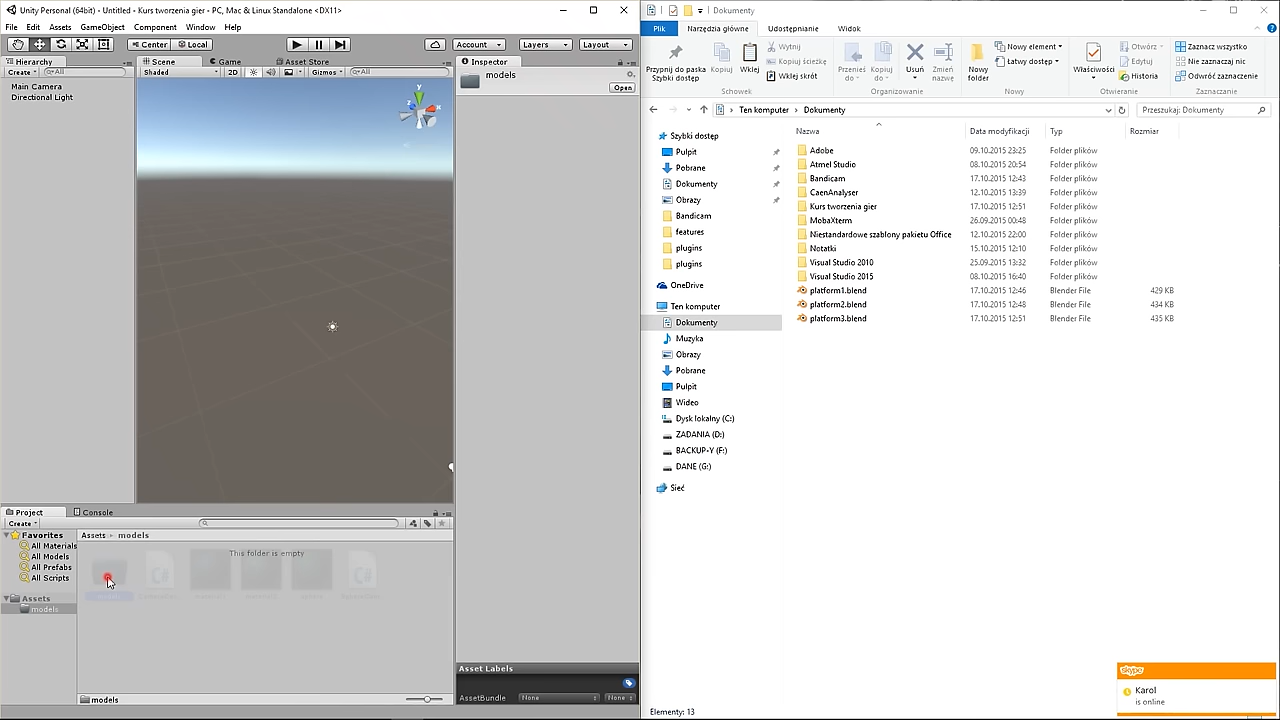 Unity Personal (64bit) - Untitled - Kurs tworzenia gier - PC, Mac & Linux Standalone <DX11>
File Edit Assets GameObject Component Window Help
Center Local
Account Layers Layout
Hierarchy
Create All
Main Camera
Directional Light
Scene Game Asset Store
Shaded 2D Gizmos All
Inspector
models
Open
Project Console
Create
Favorites
All Materials
All Models
All Prefabs
All Scripts
Assets
models
Assets models
This folder is empty
models
Asset Labels
AssetBundle None None
Dokumenty
Plik Narzędzia główne Udostępnianie Widok
Przypnij do paska Szybki dostęp
Kopiuj
Wklej
Wytnij
Kopiuj ścieżkę
Wklej skrót
Schowek
Przenieś do
Kopiuj do
Usuń
Zmień nazwę
Organizowanie
Nowy folder
Nowy element
Łatwy dostęp
Nowy
Właściwości
Otwórz
Edytuj
Historia
Otwieranie
Zaznacz wszystko
Nie zaznaczaj nic
Odwróć zaznaczenie
Zaznaczanie
Ten komputer Dokumenty
Przeszukaj: Dokumenty
Szybki dostęp
Pulpit
Pobrane
Dokumenty
Obrazy
Bandicam
features
plugins
plugins
OneDrive
Ten komputer
Dokumenty
Muzyka
Obrazy
Pobrane
Pulpit
Wideo
Dysk lokalny (C:)
ZADANIA (D:)
BACKUP-Y (F:)
DANE (G:)
Sieć
Nazwa Data modyfikacji Typ Rozmiar
Adobe 09.10.2015 23:25 Folder plików
Atmel Studio 08.10.2015 20:54 Folder plików
Bandicam 17.10.2015 12:43 Folder plików
CaenAnalyser 12.10.2015 13:39 Folder plików
Kurs tworzenia gier 17.10.2015 12:51 Folder plików
MobaXterm 26.09.2015 00:48 Folder plików
Niestandardowe szablony pakietu Office 12.10.2015 22:00 Folder plików
Notatki 15.10.2015 12:10 Folder plików
Visual Studio 2010 25.09.2015 13:32 Folder plików
Visual Studio 2015 08.10.2015 16:40 Folder plików
platform1.blend 17.10.2015 12:46 Blender File 429 KB
platform2.blend 17.10.2015 12:48 Blender File 434 KB
platform3.blend 17.10.2015 12:51 Blender File 435 KB
skype
Karol
is online
Elementy: 13